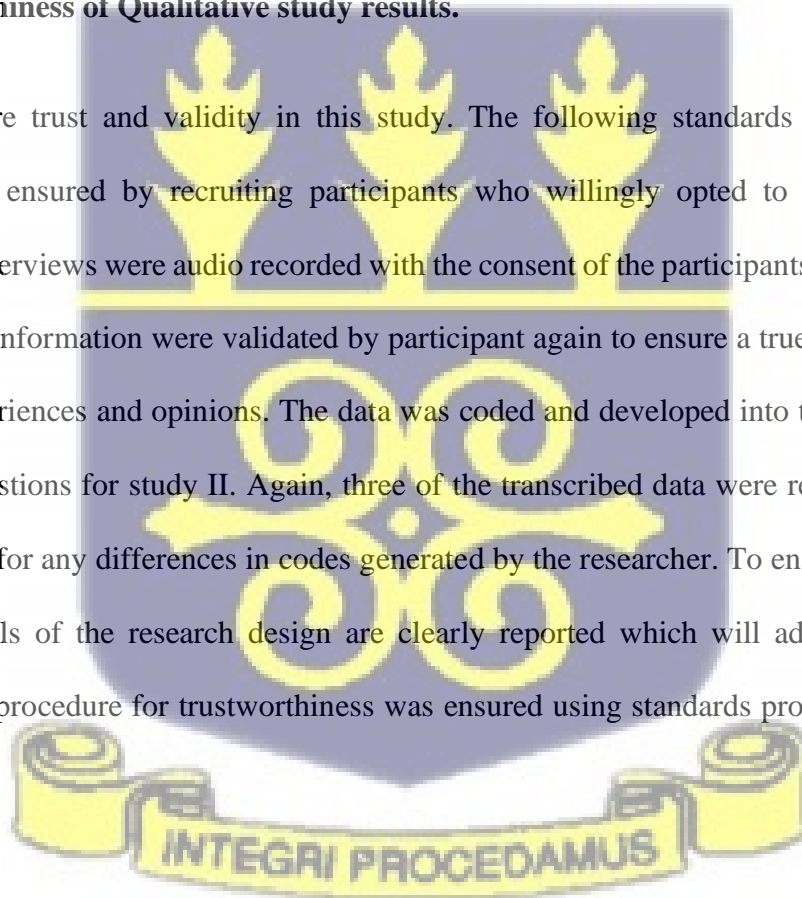 iness of Qualitative study results.
re trust and validity in this study. The following standards
ensured by recruiting participants who willingly opted to
erviews were audio recorded with the consent of the participants
information were validated by participant again to ensure a true
riences and opinions. The data was coded and developed into t
stions for study II. Again, three of the transcribed data were re
for any differences in codes generated by the researcher. To en
ls of the research design are clearly reported which will ad
procedure for trustworthiness was ensured using standards pro
INTEGRI PROCEDAMUS